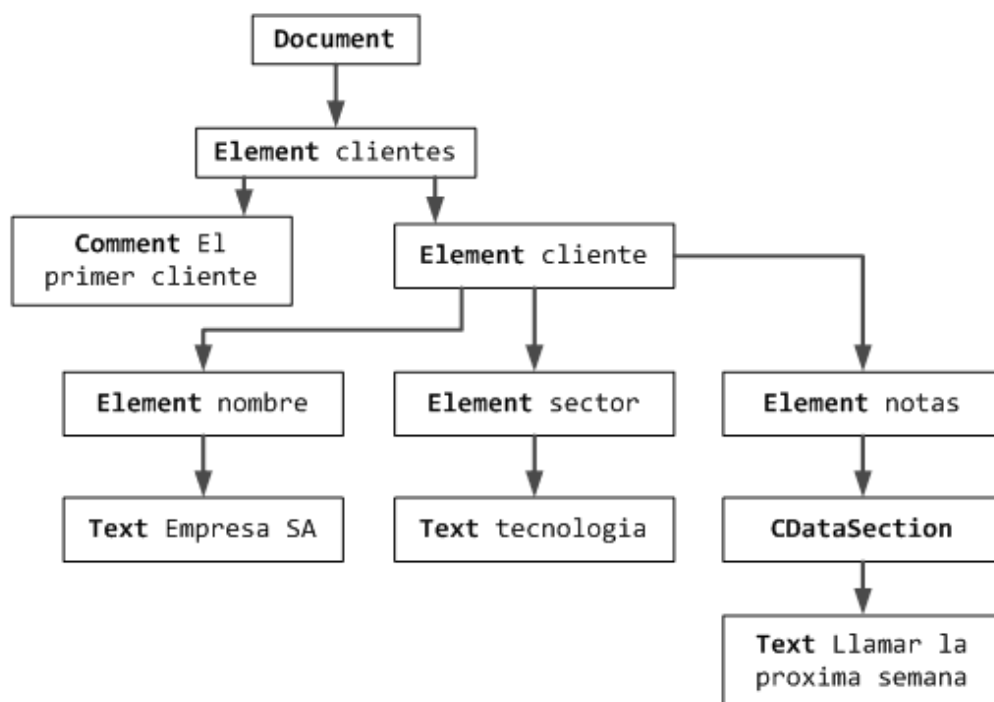 Document
Element clientes
Comment El
primer cliente
Element cliente
Element nombre
Element sector
Element notas
Text Empresa SA
Text tecnologia
CDataSection
Text Llamar la
proxima semana